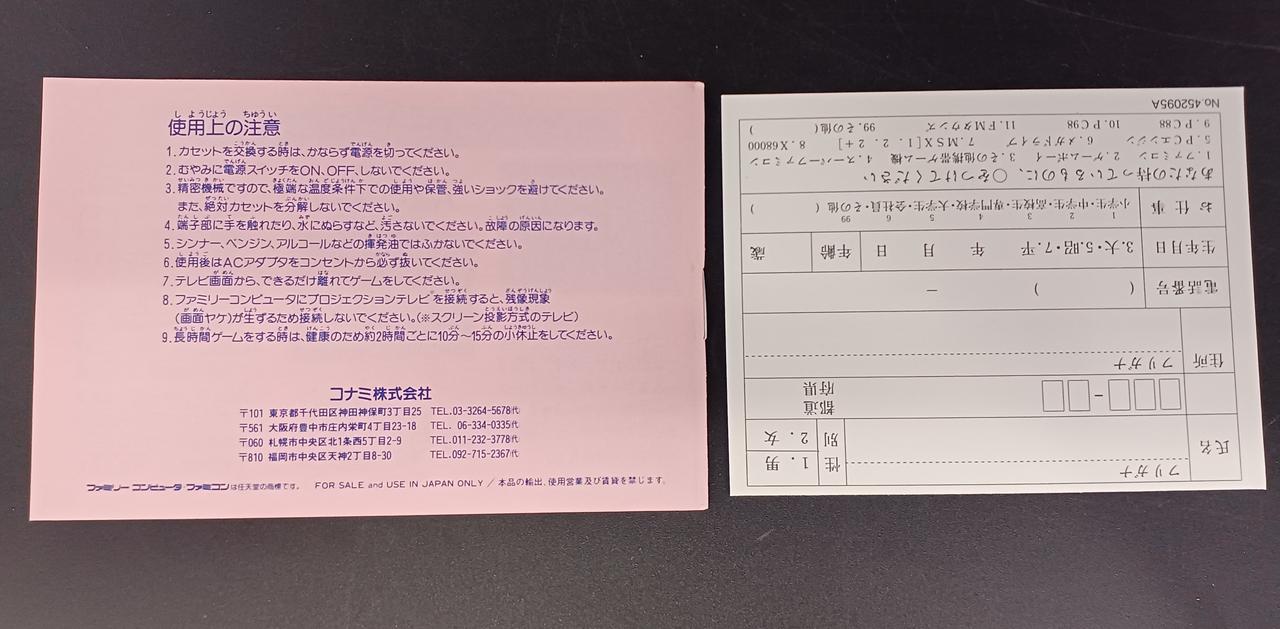 使用上の注意
1. カセットを交換する時は、かならず電源を切ってください。
2. むやみに電源スイッチをON、OFF、しないでください。
3. 精密機械ですので、極端な温度条件下での使用や保管、強いショックを避けてください。
また、絶対カセットを分解しないでください。
4. 端子部に手を触れたり、水にぬらすなど、汚さないでください。故障の原因になります。
5. シンナー、ベンジン、アルコールなどの揮発油ではふかないでください。
6. 使用後はACアダプタをコンセントから必ず抜いてください。
7. テレビ画面から、できるだけ離れてゲームをしてください。
8. ファミリーコンピュータにプロジェクションテレビ※を接続すると、残像現象
(画面ヤケ)が生ずるため接続しないでください。(※スクリーン投影方式のテレビ)
9. 長時間ゲームをする時は、健康のため約2時間ごとに10分〜15分の小休止をしてください。
コナミ株式会社
〒101 東京都千代田区神田神保町3丁目25 TEL.03-3264-5678㈹
〒561 大阪府豊中市庄内栄町4丁目23-18 TEL. 06-334-0335㈹
〒060 札幌市中央区北1条西5丁目2-9 TEL.011-232-3778㈹
〒810 福岡市中央区天神2丁目8-30 TEL.092-715-2367㈹
ファミリーコンピュータ・ファミコンは任天堂の商標です。 FOR SALE and USE IN JAPAN ONLY / 本品の輸出、使用営業及び賃貸を禁じます。
フリガナ
氏名 性別 1. 男 2. 女
都道府県
フリガナ
住所
電話番号 ( ) −
生年月日 3.大・5.昭・7.平 年 月 日 年齢 歳
お仕事 小学生・中学生・高校生・専門学校・大学生・会社員・その他( )
1 2 3 4 5 6 99
あなたの持っているものに、○をつけてください
1. ファミコン 2. ゲームボーイ 3. その他携帯ゲーム機 4. スーパーファミコン
5. PCエンジン 6. メガドライブ 7. MSX[1. 2. 2+] 8. X68000
9. PC88 10. PC98 11. FMタウンズ 99. その他( )
No.452095A